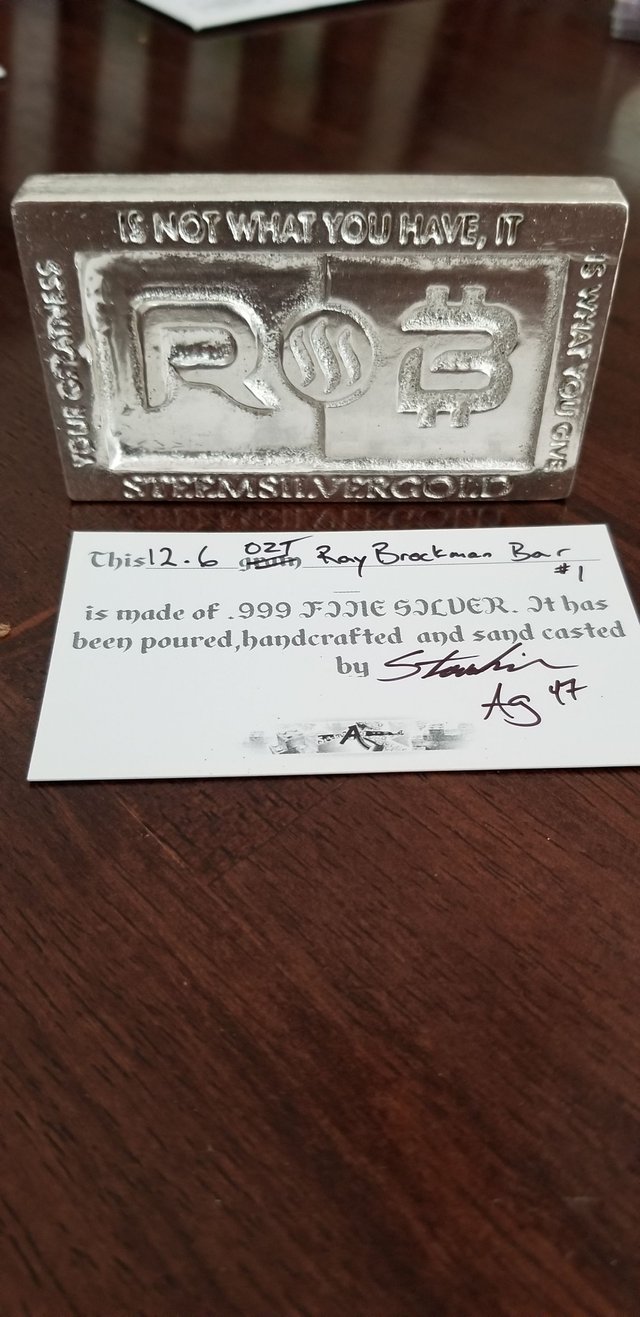 YOUR GREATNESS
IS NOT WHAT YOU HAVE, IT
IS WHAT YOU GIVE
R B
STEEMSILVERGOLD
This 12.6 OZT Ray Brockman Bar
#1
is made of .999 FINE SILVER. It has
been poured,handcrafted and sand casted
by
Ag 47
A